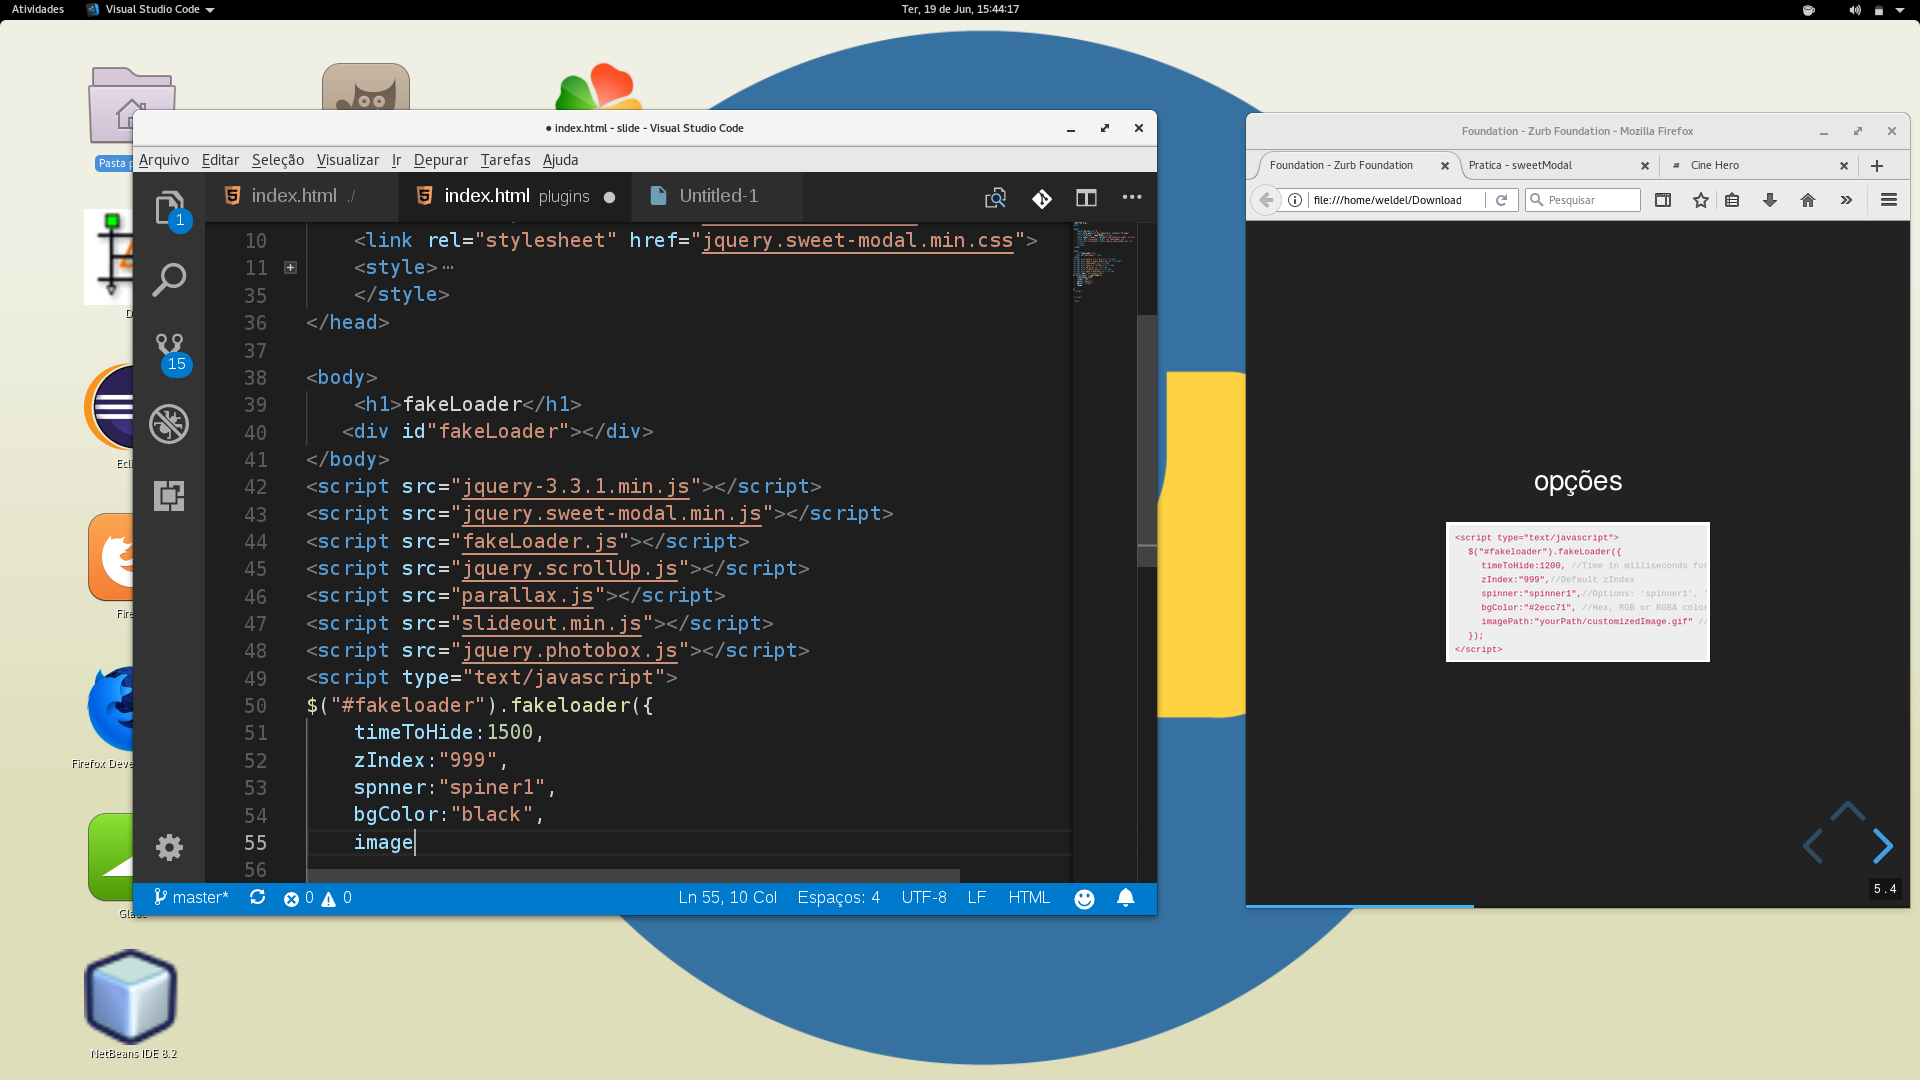 Atividades
Visual Studio Code
Ter, 19 de Jun, 15:44:17
Pasta p
D
Ecli
Fire
Firefox Deve
Gla
NetBeans IDE 8.2
● index.html - slide - Visual Studio Code
Arquivo Editar Seleção Visualizar Ir Depurar Tarefas Ajuda
index.html ./
index.html plugins
Untitled-1
1
15
10 <link rel="stylesheet" href="jquery.sweet-modal.min.css">
11 <style>⋯
35 </style>
36 </head>
37
38 <body>
39 <h1>fakeLoader</h1>
40 <div id"fakeLoader"></div>
41 </body>
42 <script src="jquery-3.3.1.min.js"></script>
43 <script src="jquery.sweet-modal.min.js"></script>
44 <script src="fakeLoader.js"></script>
45 <script src="jquery.scrollUp.js"></script>
46 <script src="parallax.js"></script>
47 <script src="slideout.min.js"></script>
48 <script src="jquery.photobox.js"></script>
49 <script type="text/javascript">
50 $("#fakeloader").fakeloader({
51 timeToHide:1500,
52 zIndex:"999",
53 spnner:"spiner1",
54 bgColor:"black",
55 image
56
master* 0 0 Ln 55, 10 Col Espaços: 4 UTF-8 LF HTML
Foundation - Zurb Foundation - Mozilla Firefox
Foundation - Zurb Foundation
Pratica - sweetModal
Cine Hero
file:///home/weldel/Download
Pesquisar
opções
<script type="text/javascript">
$("#fakeloader").fakeLoader({
timeToHide:1200, //Time in milliseconds for
zIndex:"999",//Default zIndex
spinner:"spinner1",//Options: 'spinner1', '
bgColor:"#2ecc71", //Hex, RGB or RGBA color
imagePath:"yourPath/customizedImage.gif" //
});
</script>
5.4